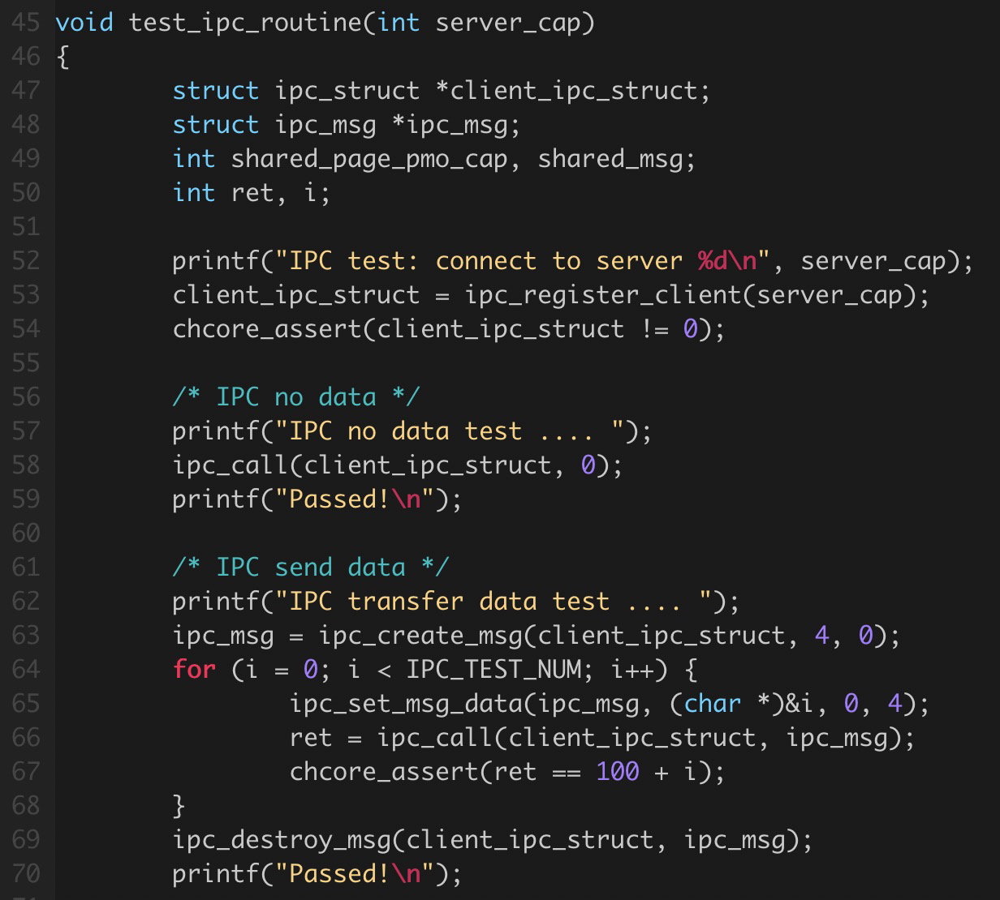 45 void test_ipc_routine(int server_cap)
46 {
47         struct ipc_struct *client_ipc_struct;
48         struct ipc_msg *ipc_msg;
49         int shared_page_pmo_cap, shared_msg;
50         int ret, i;
51
52         printf("IPC test: connect to server %d\n", server_cap);
53         client_ipc_struct = ipc_register_client(server_cap);
54         chcore_assert(client_ipc_struct != 0);
55
56         /* IPC no data */
57         printf("IPC no data test .... ");
58         ipc_call(client_ipc_struct, 0);
59         printf("Passed!\n");
60
61         /* IPC send data */
62         printf("IPC transfer data test .... ");
63         ipc_msg = ipc_create_msg(client_ipc_struct, 4, 0);
64         for (i = 0; i < IPC_TEST_NUM; i++) {
65                 ipc_set_msg_data(ipc_msg, (char *)&i, 0, 4);
66                 ret = ipc_call(client_ipc_struct, ipc_msg);
67                 chcore_assert(ret == 100 + i);
68         }
69         ipc_destroy_msg(client_ipc_struct, ipc_msg);
70         printf("Passed!\n");